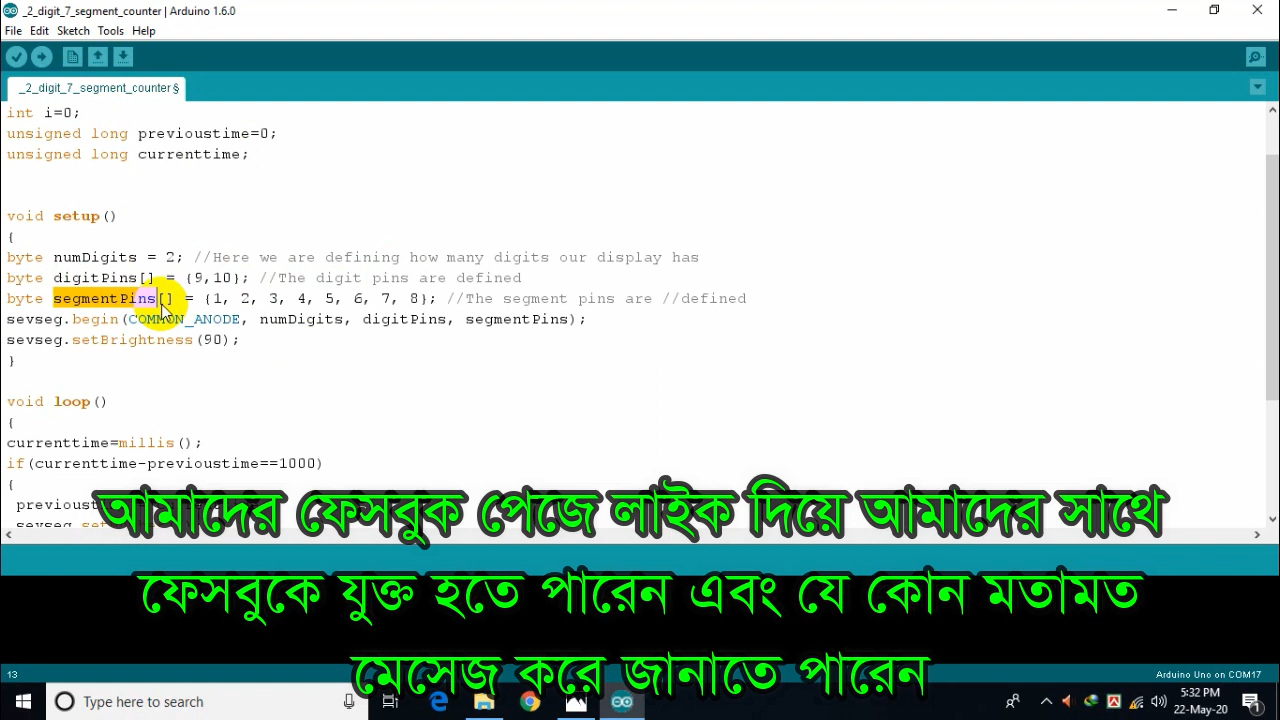 _2_digit_7_segment_counter | Arduino 1.6.0
File Edit Sketch Tools Help
_2_digit_7_segment_counter §
int i=0;
unsigned long previoustime=0;
unsigned long currenttime;
void setup()
{
byte numDigits = 2; //Here we are defining how many digits our display has
byte digitPins[] = {9,10}; //The digit pins are defined
byte segmentPins[] = {1, 2, 3, 4, 5, 6, 7, 8}; //The segment pins are //defined
sevseg.begin(COMMON_ANODE, numDigits, digitPins, segmentPins);
sevseg.setBrightness(90);
}
void loop()
{
currenttime=millis();
if(currenttime-previoustime==1000)
{
আমাদের ফেসবুক পেজে লাইক দিয়ে আমাদের সাথে
ফেসবুকে যুক্ত হতে পারেন এবং যে কোন মতামত
মেসেজ করে জানাতে পারেন
13
Arduino Uno on COM17
Type here to search
5:32 PM
22-May-20
1